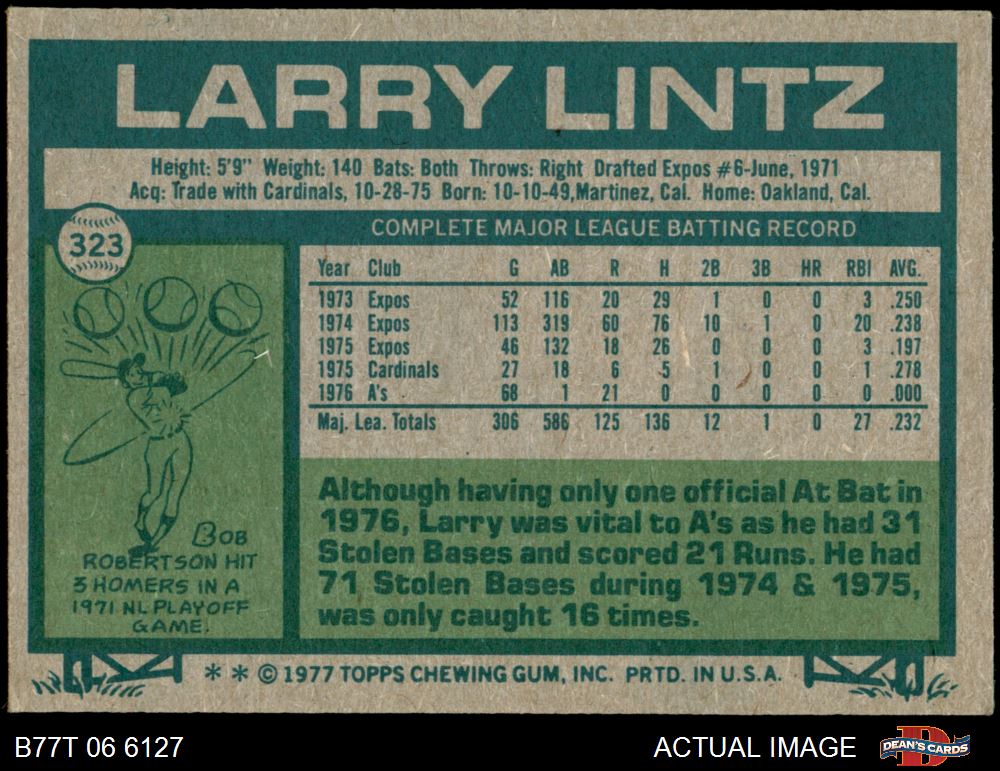 LARRY LINTZ
Height: 5'9" Weight: 140 Bats: Both Throws: Right Drafted Expos #6-June, 1971
Acq: Trade with Cardinals, 10-28-75 Born: 10-10-49, Martinez, Cal. Home: Oakland, Cal.
323
COMPLETE MAJOR LEAGUE BATTING RECORD
Year Club G AB R H 2B 3B HR RBI AVG.
1973 Expos 52 116 20 29 1 0 0 3 .250
1974 Expos 113 319 60 76 10 1 0 20 .238
1975 Expos 46 132 18 26 0 0 0 3 .197
1975 Cardinals 27 18 6 5 1 0 0 1 .278
1976 A's 68 1 21 0 0 0 0 0 .000
Maj. Lea. Totals 306 586 125 136 12 1 0 27 .232
Although having only one official At Bat in
1976, Larry was vital to A's as he had 31
Stolen Bases and scored 21 Runs. He had
71 Stolen Bases during 1974 & 1975,
was only caught 16 times.
BOB
ROBERTSON HIT
3 HOMERS IN A
1971 NL PLAYOFF
GAME.
** © 1977 TOPPS CHEWING GUM, INC. PRTD. IN U.S.A.
B77T 06 6127
ACTUAL IMAGE
DEAN'S CARDS